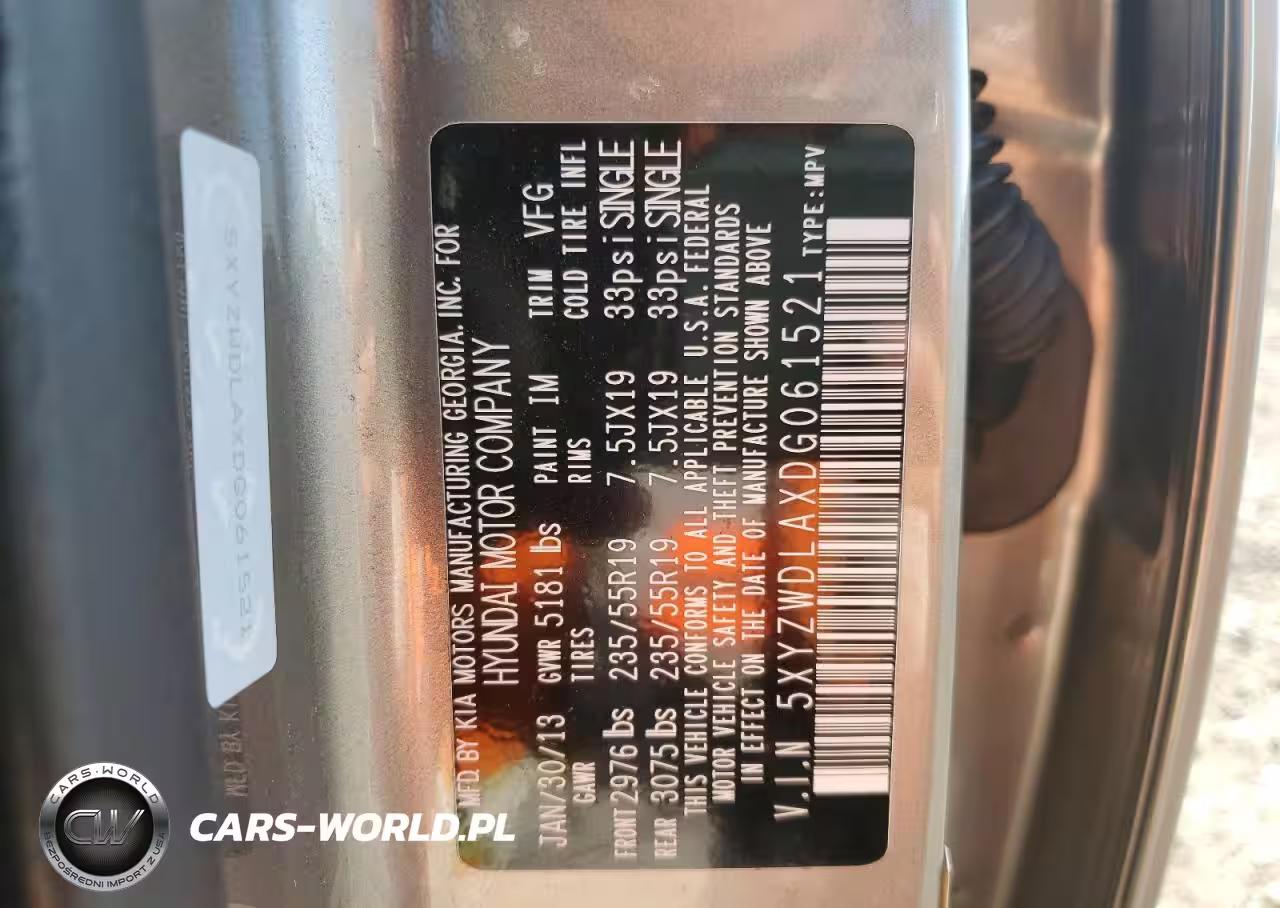 MFD. BY KIA MOTORS MANUFACTURING GEORGIA. INC. FOR
HYUNDAI MOTOR COMPANY
JAN/30/13 GVWR 5181 lbs PAINT IM TRIM VFG
GAWR TIRES RIMS COLD TIRE INFL
FRONT 2976 lbs 235/55R19 7.5JX19 33psi SINGLE
REAR 3075 lbs 235/55R19 7.5JX19 33psi SINGLE
THIS VEHICLE CONFORMS TO ALL APPLICABLE U.S.A. FEDERAL
MOTOR VEHICLE SAFETY AND THEFT PREVENTION STANDARDS
IN EFFECT ON THE DATE OF MANUFACTURE SHOWN ABOVE
V.I.N 5XYZWDLAXDG061521 TYPE:MPV
5XYZWDLAXDG061521
CARS-WORLD
CW
BEZPOŚREDNI IMPORT Z USA
CARS-WORLD.PL